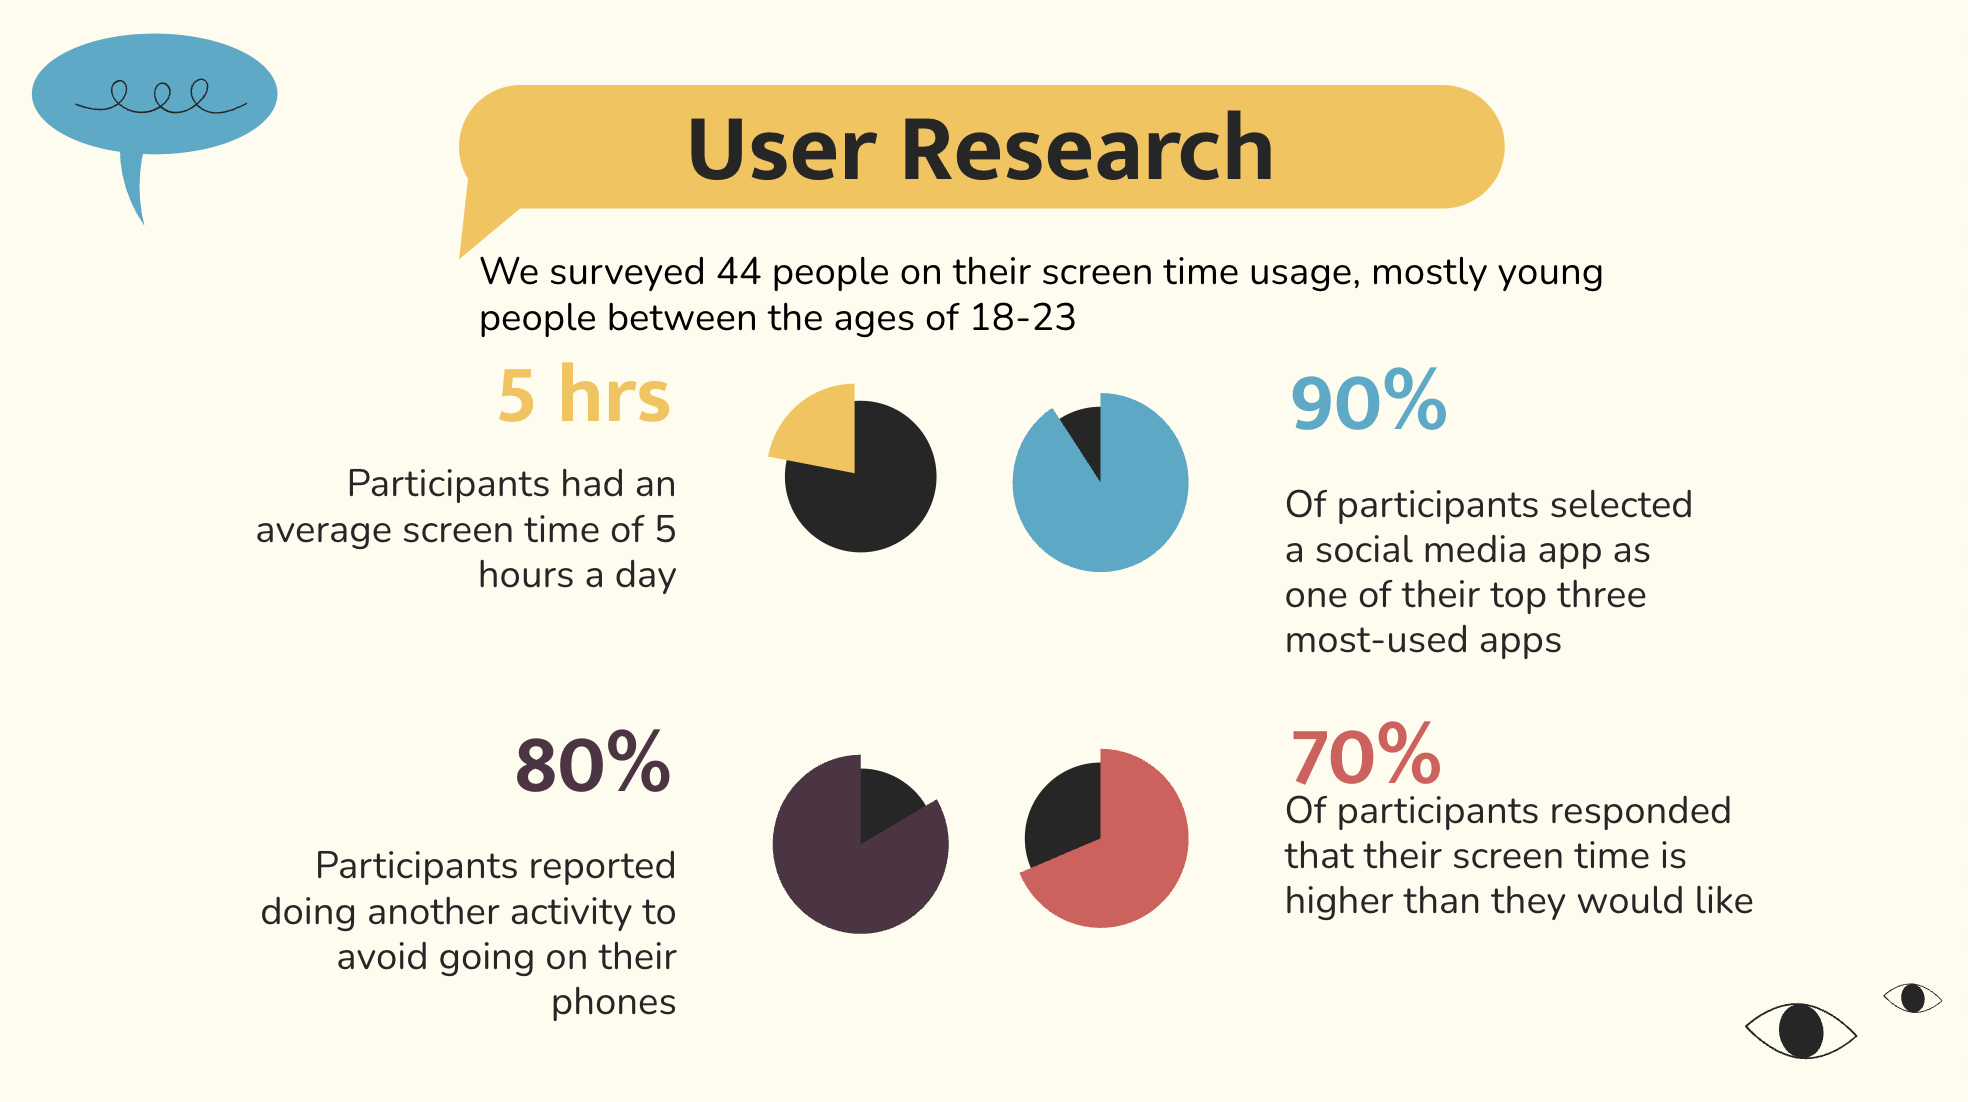 User Research
We surveyed 44 people on their screen time usage, mostly young
people between the ages of 18-23
5 hrs
Participants had an
average screen time of 5
hours a day
90%
Of participants selected
a social media app as
one of their top three
most-used apps
80%
Participants reported
doing another activity to
avoid going on their
phones
70%
Of participants responded
that their screen time is
higher than they would like